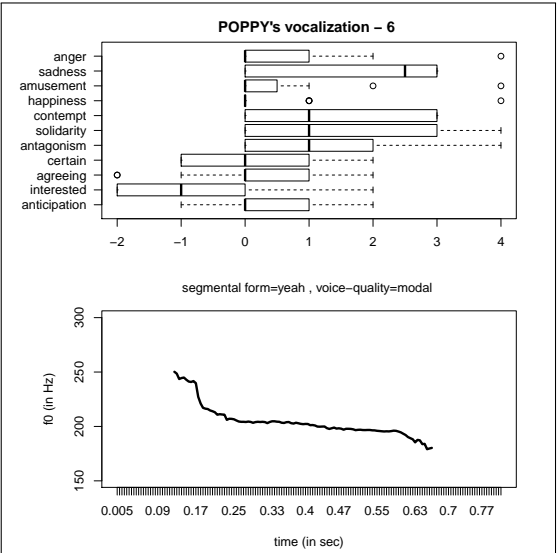 POPPY's vocalization − 6
anger
sadness
amusement
happiness
contempt
solidarity
antagonism
certain
agreeing
interested
anticipation
−2 −1 0 1 2 3 4
segmental form=yeah , voice−quality=modal
f0 (in Hz)
300
250
200
150
0.005 0.09 0.17 0.25 0.33 0.4 0.47 0.55 0.63 0.7 0.77
time (in sec)